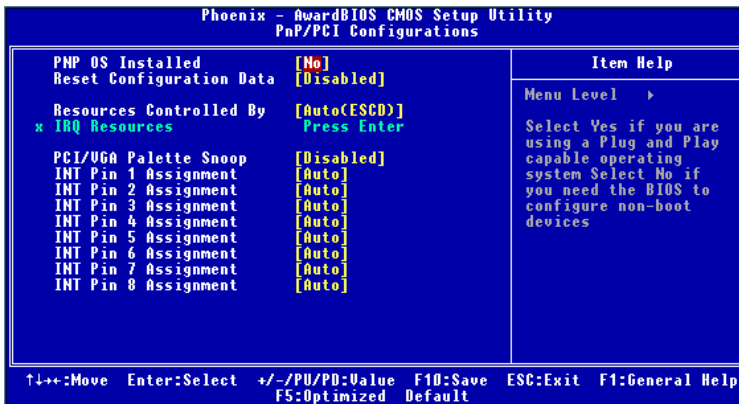 Phoenix - AwardBIOS CMOS Setup Utility
PnP/PCI Configurations
PNP OS Installed [No]
Reset Configuration Data [Disabled]
Resources Controlled By [Auto(ESCD)]
x IRQ Resources Press Enter
PCI/VGA Palette Snoop [Disabled]
INT Pin 1 Assignment [Auto]
INT Pin 2 Assignment [Auto]
INT Pin 3 Assignment [Auto]
INT Pin 4 Assignment [Auto]
INT Pin 5 Assignment [Auto]
INT Pin 6 Assignment [Auto]
INT Pin 7 Assignment [Auto]
INT Pin 8 Assignment [Auto]
Item Help
Menu Level ▸
Select Yes if you are
using a Plug and Play
capable operating
system Select No if
you need the BIOS to
configure non-boot
devices
↑↓→←:Move Enter:Select +/-/PU/PD:Value F10:Save ESC:Exit F1:General Help
F5:Optimized Default